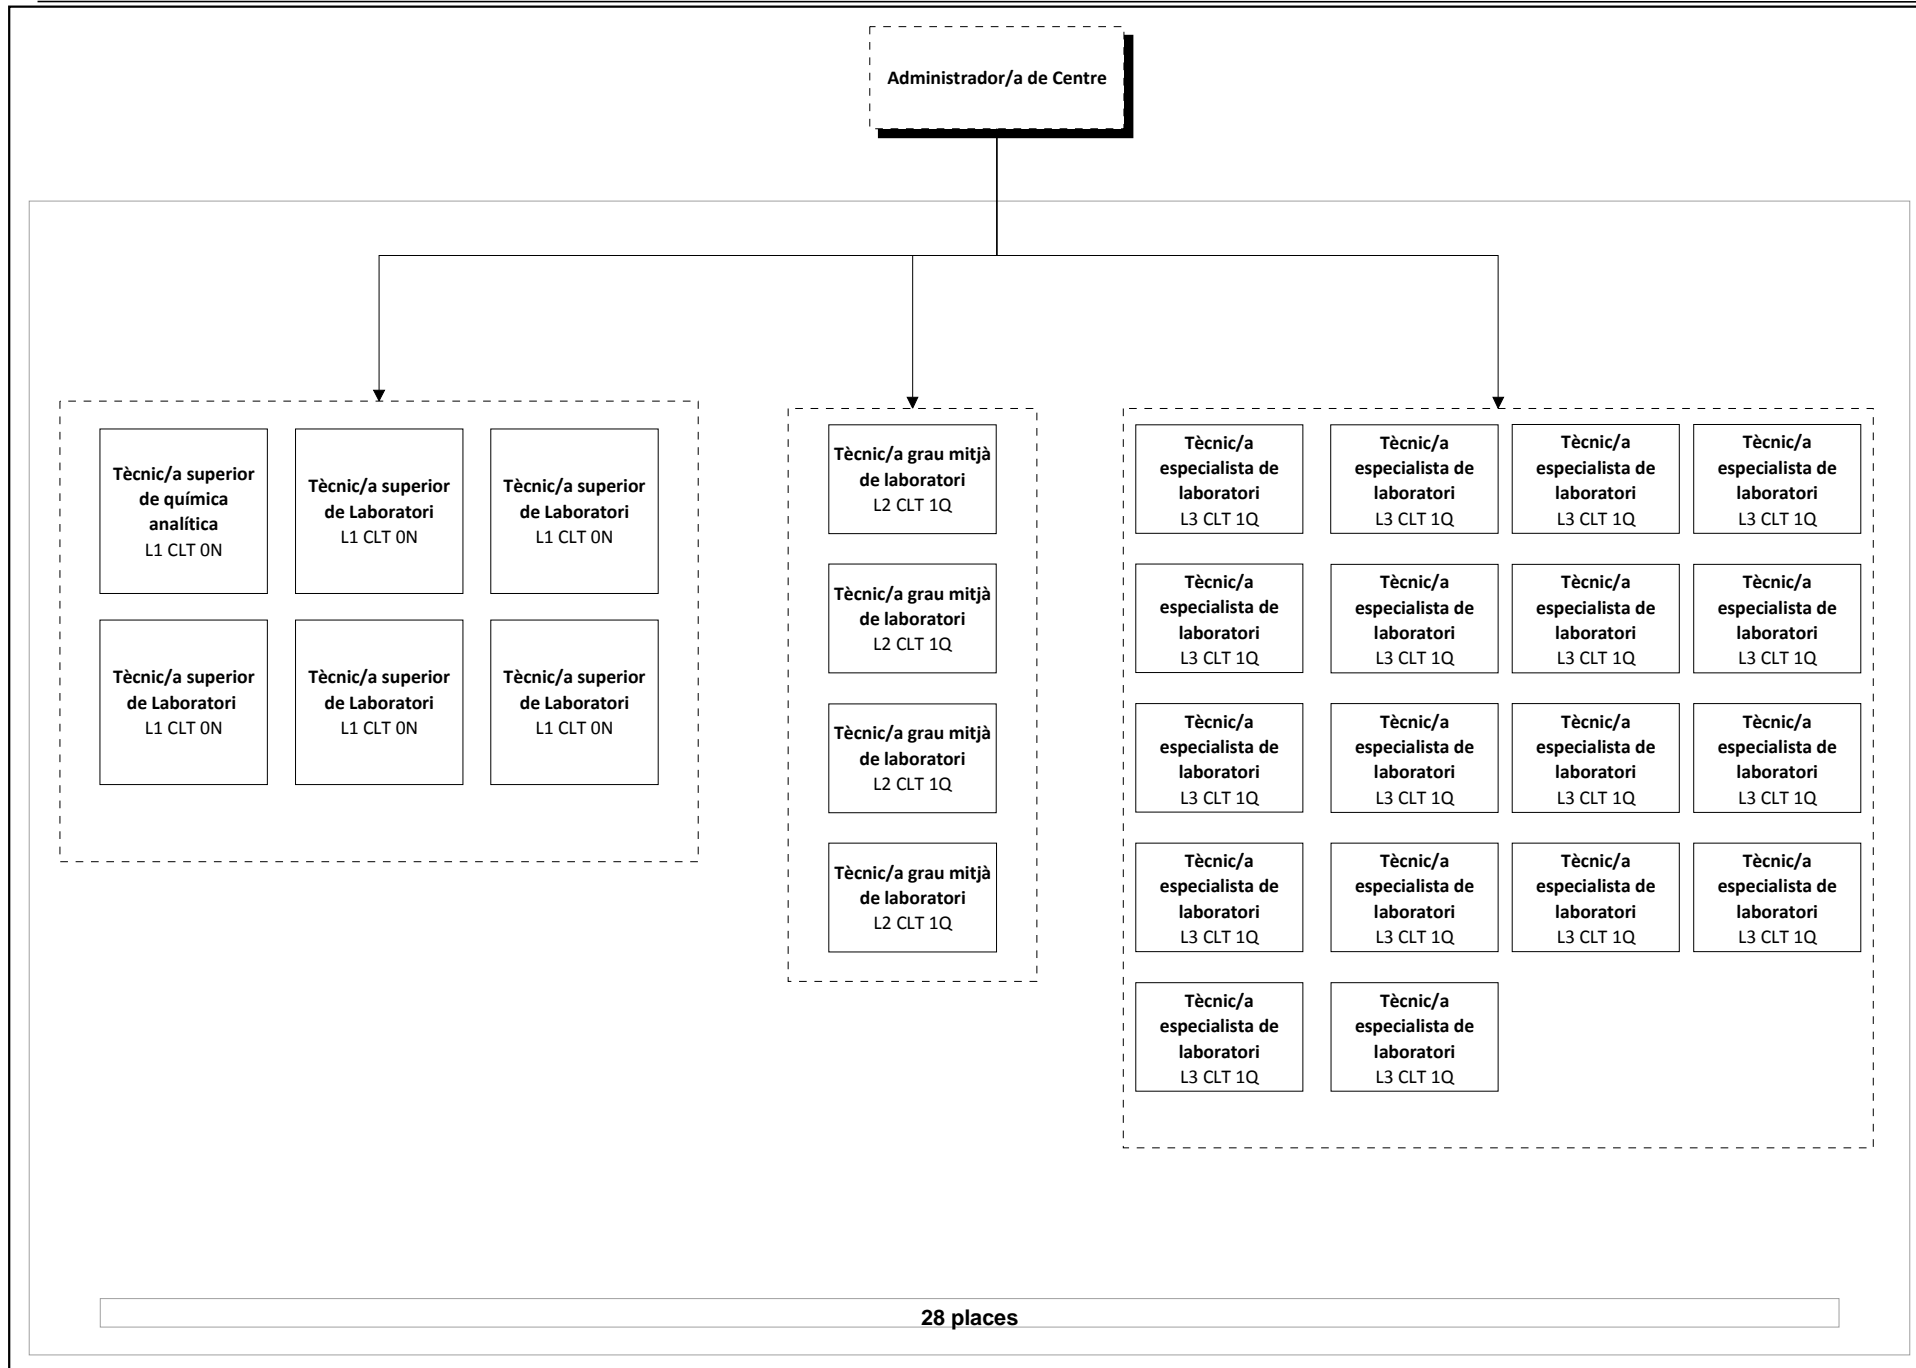 Administrador/a de Centre
Tècnic/a superior
de química
analítica
L1 CLT 0N
Tècnic/a superior
de Laboratori
L1 CLT 0N
Tècnic/a superior
de Laboratori
L1 CLT 0N
Tècnic/a superior
de Laboratori
L1 CLT 0N
Tècnic/a superior
de Laboratori
L1 CLT 0N
Tècnic/a superior
de Laboratori
L1 CLT 0N
Tècnic/a grau mitjà
de laboratori
L2 CLT 1Q
Tècnic/a grau mitjà
de laboratori
L2 CLT 1Q
Tècnic/a grau mitjà
de laboratori
L2 CLT 1Q
Tècnic/a grau mitjà
de laboratori
L2 CLT 1Q
Tècnic/a
especialista de
laboratori
L3 CLT 1Q
Tècnic/a
especialista de
laboratori
L3 CLT 1Q
Tècnic/a
especialista de
laboratori
L3 CLT 1Q
Tècnic/a
especialista de
laboratori
L3 CLT 1Q
Tècnic/a
especialista de
laboratori
L3 CLT 1Q
Tècnic/a
especialista de
laboratori
L3 CLT 1Q
Tècnic/a
especialista de
laboratori
L3 CLT 1Q
Tècnic/a
especialista de
laboratori
L3 CLT 1Q
Tècnic/a
especialista de
laboratori
L3 CLT 1Q
Tècnic/a
especialista de
laboratori
L3 CLT 1Q
Tècnic/a
especialista de
laboratori
L3 CLT 1Q
Tècnic/a
especialista de
laboratori
L3 CLT 1Q
Tècnic/a
especialista de
laboratori
L3 CLT 1Q
Tècnic/a
especialista de
laboratori
L3 CLT 1Q
Tècnic/a
especialista de
laboratori
L3 CLT 1Q
Tècnic/a
especialista de
laboratori
L3 CLT 1Q
Tècnic/a
especialista de
laboratori
L3 CLT 1Q
Tècnic/a
especialista de
laboratori
L3 CLT 1Q
28 places